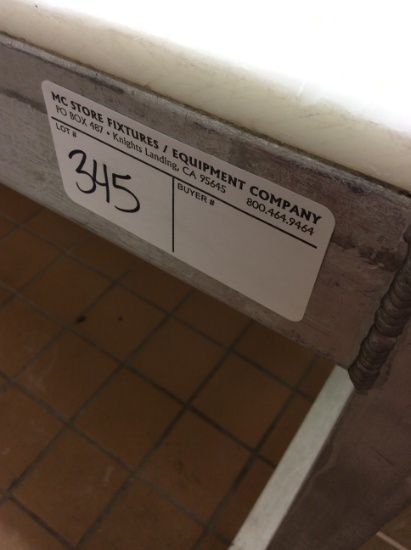 MC STORE FIXTURES / EQUIPMENT COMPANY
PO BOX 487 • Knights Landing, CA 95645 800.464.9464
LOT # BUYER #
345